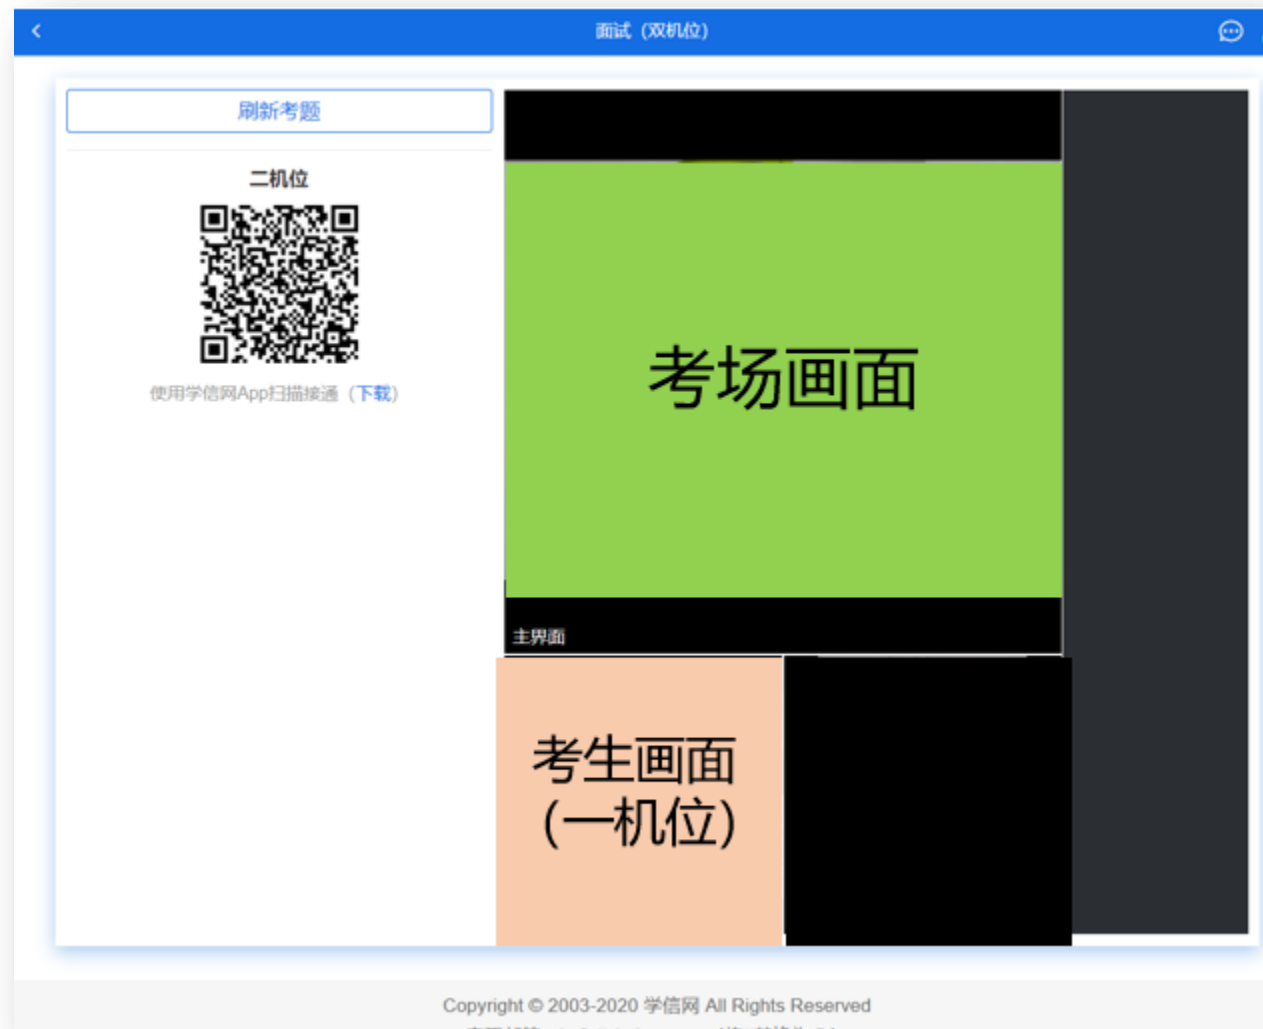 面试（双机位）
刷新考题
二机位
使用学信网App扫描接通（下载）
考场画面
主界面
考生画面
（一机位）
Copyright © 2003-2020 学信网 All Rights Reserved